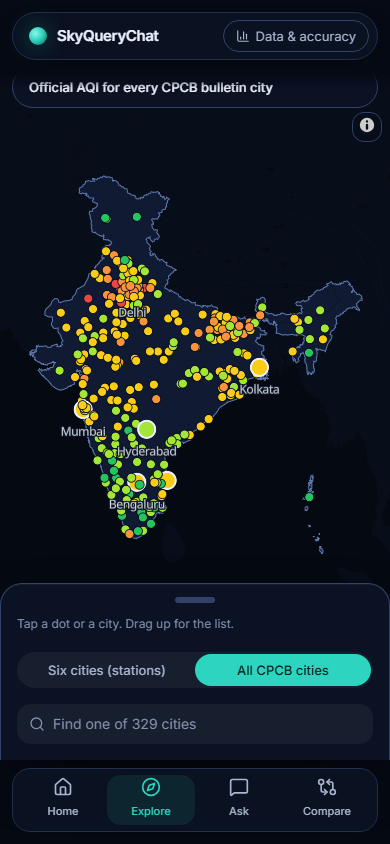 SkyQueryChat
Data & accuracy
Official AQI for every CPCB bulletin city
Delhi
Kolkata
Mumbai
Hyderabad
Bengaluru
Tap a dot or a city. Drag up for the list.
Six cities (stations)
All CPCB cities
Find one of 329 cities
Home
Explore
Ask
Compare